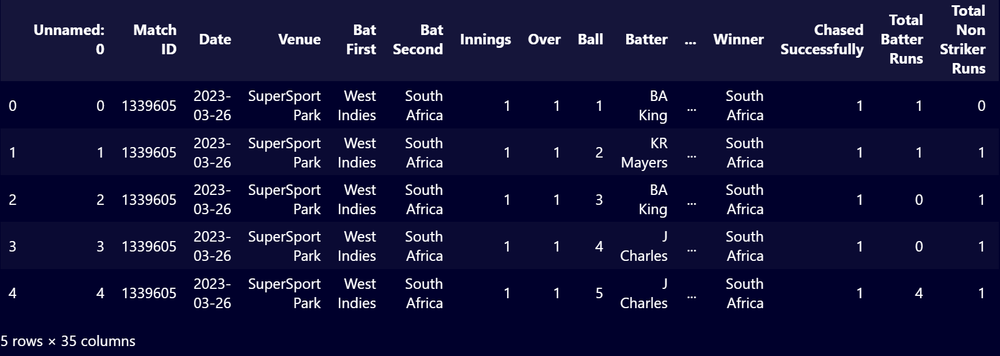 Unnamed: 0 Match ID Date Venue Bat First Bat Second Innings Over Ball Batter ... Winner Chased Successfully Total Batter Runs Total Non Striker Runs
0 0 1339605 2023-03-26 SuperSport Park West Indies South Africa 1 1 1 BA King ... South Africa 1 1 0
1 1 1339605 2023-03-26 SuperSport Park West Indies South Africa 1 1 2 KR Mayers ... South Africa 1 1 1
2 2 1339605 2023-03-26 SuperSport Park West Indies South Africa 1 1 3 BA King ... South Africa 1 0 1
3 3 1339605 2023-03-26 SuperSport Park West Indies South Africa 1 1 4 J Charles ... South Africa 1 0 1
4 4 1339605 2023-03-26 SuperSport Park West Indies South Africa 1 1 5 J Charles ... South Africa 1 4 1
5 rows × 35 columns